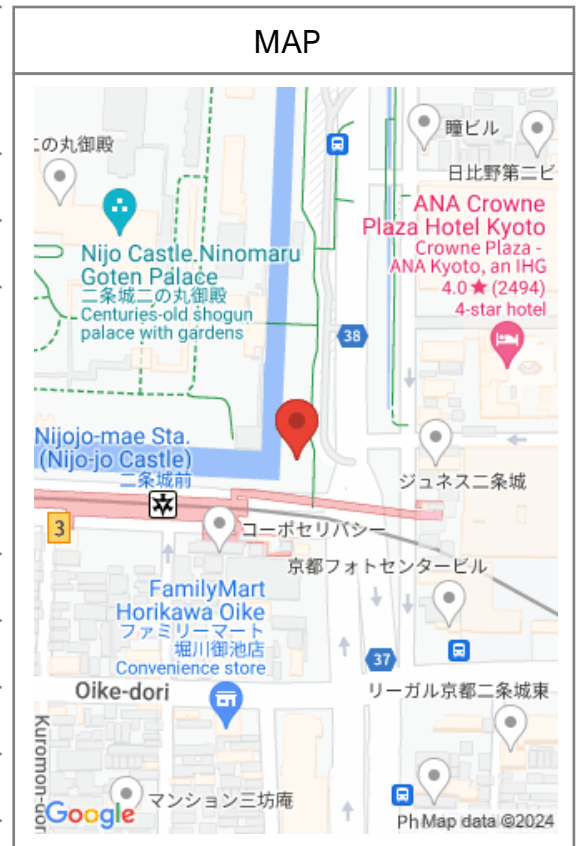 MAP
瞳ビル
二の丸御殿
日比野第二ビ
ANA Crowne
Plaza Hotel Kyoto
Crowne Plaza -
ANA Kyoto, an IHG
4.0★(2494)
4-star hotel
Nijo Castle.Ninomaru
Goten Palace
二条城二の丸御殿
Centuries-old shogun
palace with gardens
38
Nijojo-mae Sta.
(Nijo-jo Castle)
二条城前
ジュネス二条城
3
コーポセリバシー
京都フォトセンタービル
FamilyMart
Horikawa Oike
ファミリーマート
堀川御池店
Convenience store
37
Oike-dori
リーガル京都二条城東
マンション三坊庵
Google
Map data ©2024